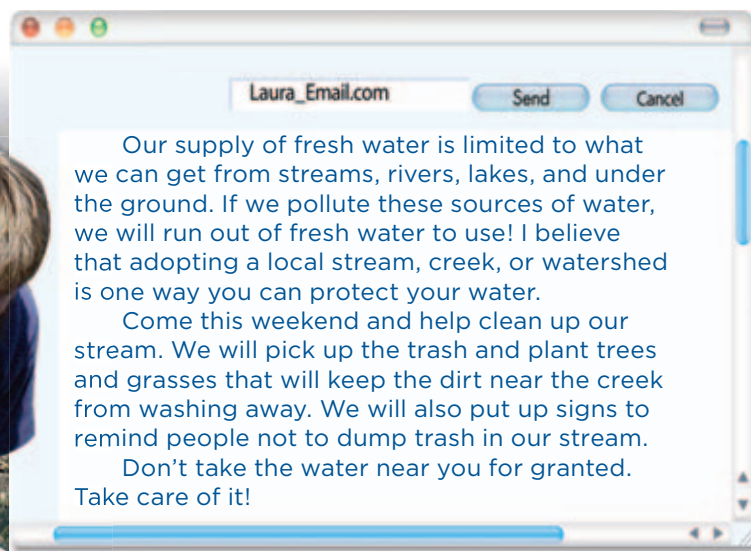 Laura_Email.com
Send
Cancel
Our supply of fresh water is limited to what
we can get from streams, rivers, lakes, and under
the ground. If we pollute these sources of water,
we will run out of fresh water to use! I believe
that adopting a local stream, creek, or watershed
is one way you can protect your water.
Come this weekend and help clean up our
stream. We will pick up the trash and plant trees
and grasses that will keep the dirt near the creek
from washing away. We will also put up signs to
remind people not to dump trash in our stream.
Don’t take the water near you for granted.
Take care of it!